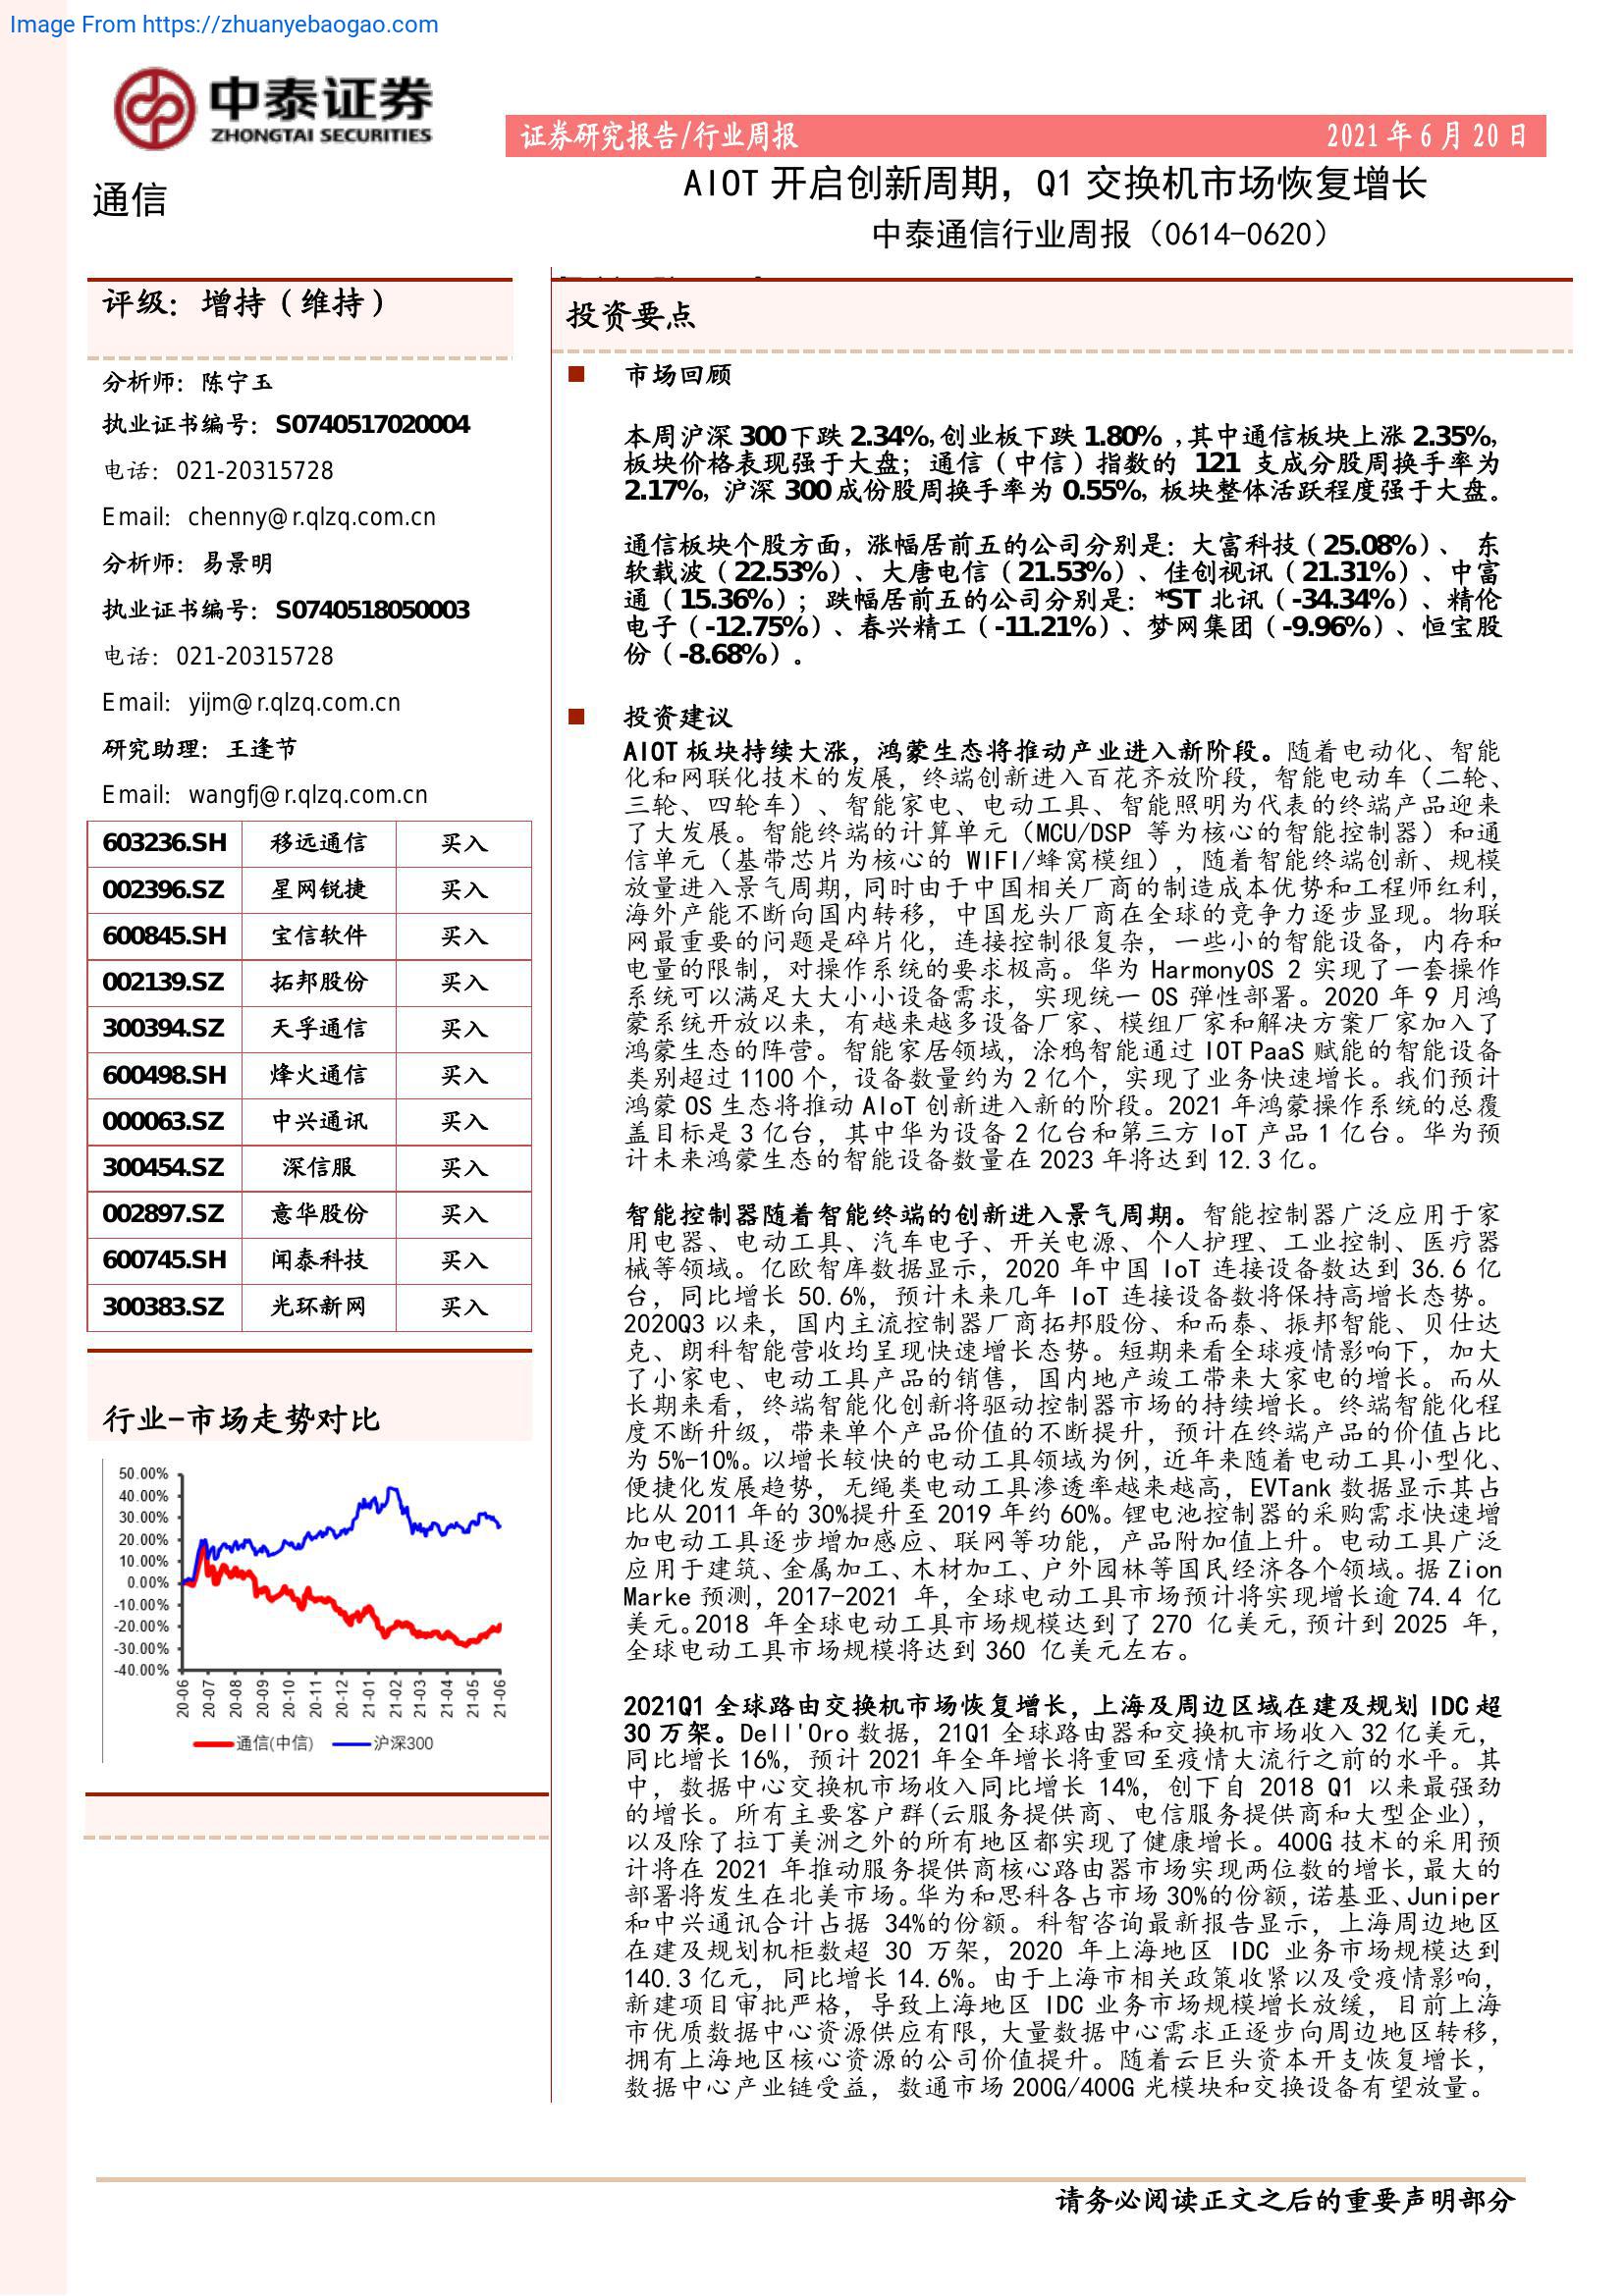 Image From https://zhuanyebaogao.com
中泰证券
ZHONGTAI SECURITIES
证券研究报告/行业周报
2021 年 6 月 20 日
通信
AIOT 开启创新周期，Q1 交换机市场恢复增长
中泰通信行业周报（0614-0620）
评级：增持（维持）
分析师：陈宁玉
执业证书编号：S0740517020004
电话：021-20315728
Email：chenny@r.qlzq.com.cn
分析师：易景明
执业证书编号：S0740518050003
电话：021-20315728
Email：yijm@r.qlzq.com.cn
研究助理：王逢节
Email：wangfj@r.qlzq.com.cn
603236.SH 移远通信 买入
002396.SZ 星网锐捷 买入
600845.SH 宝信软件 买入
002139.SZ 拓邦股份 买入
300394.SZ 天孚通信 买入
600498.SH 烽火通信 买入
000063.SZ 中兴通讯 买入
300454.SZ 深信服 买入
002897.SZ 意华股份 买入
600745.SH 闻泰科技 买入
300383.SZ 光环新网 买入
行业-市场走势对比
50.00%
40.00%
30.00%
20.00%
10.00%
0.00%
-10.00%
-20.00%
-30.00%
-40.00%
20-06 20-07 20-08 20-09 20-10 20-11 20-12 21-01 21-02 21-03 21-04 21-05 21-06
通信(中信) 沪深300
投资要点
■ 市场回顾
本周沪深 300 下跌 2.34%，创业板下跌 1.80% ，其中通信板块上涨 2.35%，
板块价格表现强于大盘；通信（中信）指数的 121 支成分股周换手率为
2.17%，沪深 300 成份股周换手率为 0.55%，板块整体活跃程度强于大盘。
通信板块个股方面，涨幅居前五的公司分别是：大富科技（25.08%）、 东
软载波（22.53%）、大唐电信（21.53%）、佳创视讯（21.31%）、中富
通（15.36%）；跌幅居前五的公司分别是：*ST 北讯（-34.34%）、精伦
电子（-12.75%）、春兴精工（-11.21%）、梦网集团（-9.96%）、恒宝股
份（-8.68%）。
■ 投资建议
AIOT 板块持续大涨，鸿蒙生态将推动产业进入新阶段。随着电动化、智能
化和网联化技术的发展，终端创新进入百花齐放阶段，智能电动车（二轮、
三轮、四轮车）、智能家电、电动工具、智能照明为代表的终端产品迎来
了大发展。智能终端的计算单元（MCU/DSP 等为核心的智能控制器）和通
信单元（基带芯片为核心的 WIFI/蜂窝模组），随着智能终端创新、规模
放量进入景气周期，同时由于中国相关厂商的制造成本优势和工程师红利，
海外产能不断向国内转移，中国龙头厂商在全球的竞争力逐步显现。物联
网最重要的问题是碎片化，连接控制很复杂，一些小的智能设备，内存和
电量的限制，对操作系统的要求极高。华为 HarmonyOS 2 实现了一套操作
系统可以满足大大小小设备需求，实现统一 OS 弹性部署。2020 年 9 月鸿
蒙系统开放以来，有越来越多设备厂家、模组厂家和解决方案厂家加入了
鸿蒙生态的阵营。智能家居领域，涂鸦智能通过 IOT PaaS 赋能的智能设备
类别超过 1100 个，设备数量约为 2 亿个，实现了业务快速增长。我们预计
鸿蒙 OS 生态将推动 AIoT 创新进入新的阶段。2021 年鸿蒙操作系统的总覆
盖目标是 3 亿台，其中华为设备 2 亿台和第三方 IoT 产品 1 亿台。华为预
计未来鸿蒙生态的智能设备数量在 2023 年将达到 12.3 亿。
智能控制器随着智能终端的创新进入景气周期。智能控制器广泛应用于家
用电器、电动工具、汽车电子、开关电源、个人护理、工业控制、医疗器
械等领域。亿欧智库数据显示，2020 年中国 IoT 连接设备数达到 36.6 亿
台，同比增长 50.6%，预计未来几年 IoT 连接设备数将保持高增长态势。
2020Q3 以来，国内主流控制器厂商拓邦股份、和而泰、振邦智能、贝仕达
克、朗科智能营收均呈现快速增长态势。短期来看全球疫情影响下，加大
了小家电、电动工具产品的销售，国内地产竣工带来大家电的增长。而从
长期来看，终端智能化创新将驱动控制器市场的持续增长。终端智能化程
度不断升级，带来单个产品价值的不断提升，预计在终端产品的价值占比
为 5%-10%。以增长较快的电动工具领域为例，近年来随着电动工具小型化、
便捷化发展趋势，无绳类电动工具渗透率越来越高，EVTank 数据显示其占
比从 2011 年的 30%提升至 2019 年约 60%。锂电池控制器的采购需求快速增
加电动工具逐步增加感应、联网等功能，产品附加值上升。电动工具广泛
应用于建筑、金属加工、木材加工、户外园林等国民经济各个领域。据 Zion
Marke 预测，2017-2021 年，全球电动工具市场预计将实现增长逾 74.4 亿
美元。2018 年全球电动工具市场规模达到了 270 亿美元，预计到 2025 年，
全球电动工具市场规模将达到 360 亿美元左右。
2021Q1 全球路由交换机市场恢复增长，上海及周边区域在建及规划 IDC 超
30 万架。Dell'Oro 数据，21Q1 全球路由器和交换机市场收入 32 亿美元，
同比增长 16%，预计 2021 年全年增长将重回至疫情大流行之前的水平。其
中，数据中心交换机市场收入同比增长 14%，创下自 2018 Q1 以来最强劲
的增长。所有主要客户群(云服务提供商、电信服务提供商和大型企业)，
以及除了拉丁美洲之外的所有地区都实现了健康增长。400G 技术的采用预
计将在 2021 年推动服务提供商核心路由器市场实现两位数的增长，最大的
部署将发生在北美市场。华为和思科各占市场 30%的份额，诺基亚、Juniper
和中兴通讯合计占据 34%的份额。科智咨询最新报告显示，上海周边地区
在建及规划机柜数超 30 万架，2020 年上海地区 IDC 业务市场规模达到
140.3 亿元，同比增长 14.6%。由于上海市相关政策收紧以及受疫情影响，
新建项目审批严格，导致上海地区 IDC 业务市场规模增长放缓，目前上海
市优质数据中心资源供应有限，大量数据中心需求正逐步向周边地区转移，
拥有上海地区核心资源的公司价值提升。随着云巨头资本开支恢复增长，
数据中心产业链受益，数通市场 200G/400G 光模块和交换设备有望放量。
请务必阅读正文之后的重要声明部分